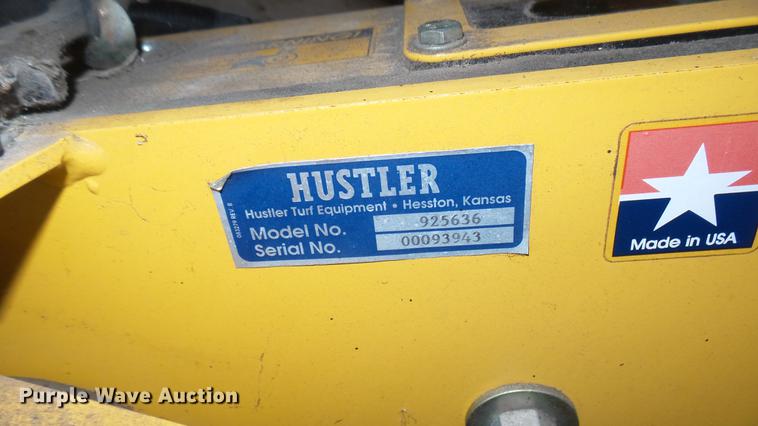 HUSTLER
Hustler Turf Equipment • Hesston, Kansas
Model No. 925636
Serial No. 00093943
Made in USA
Purple Wave Auction